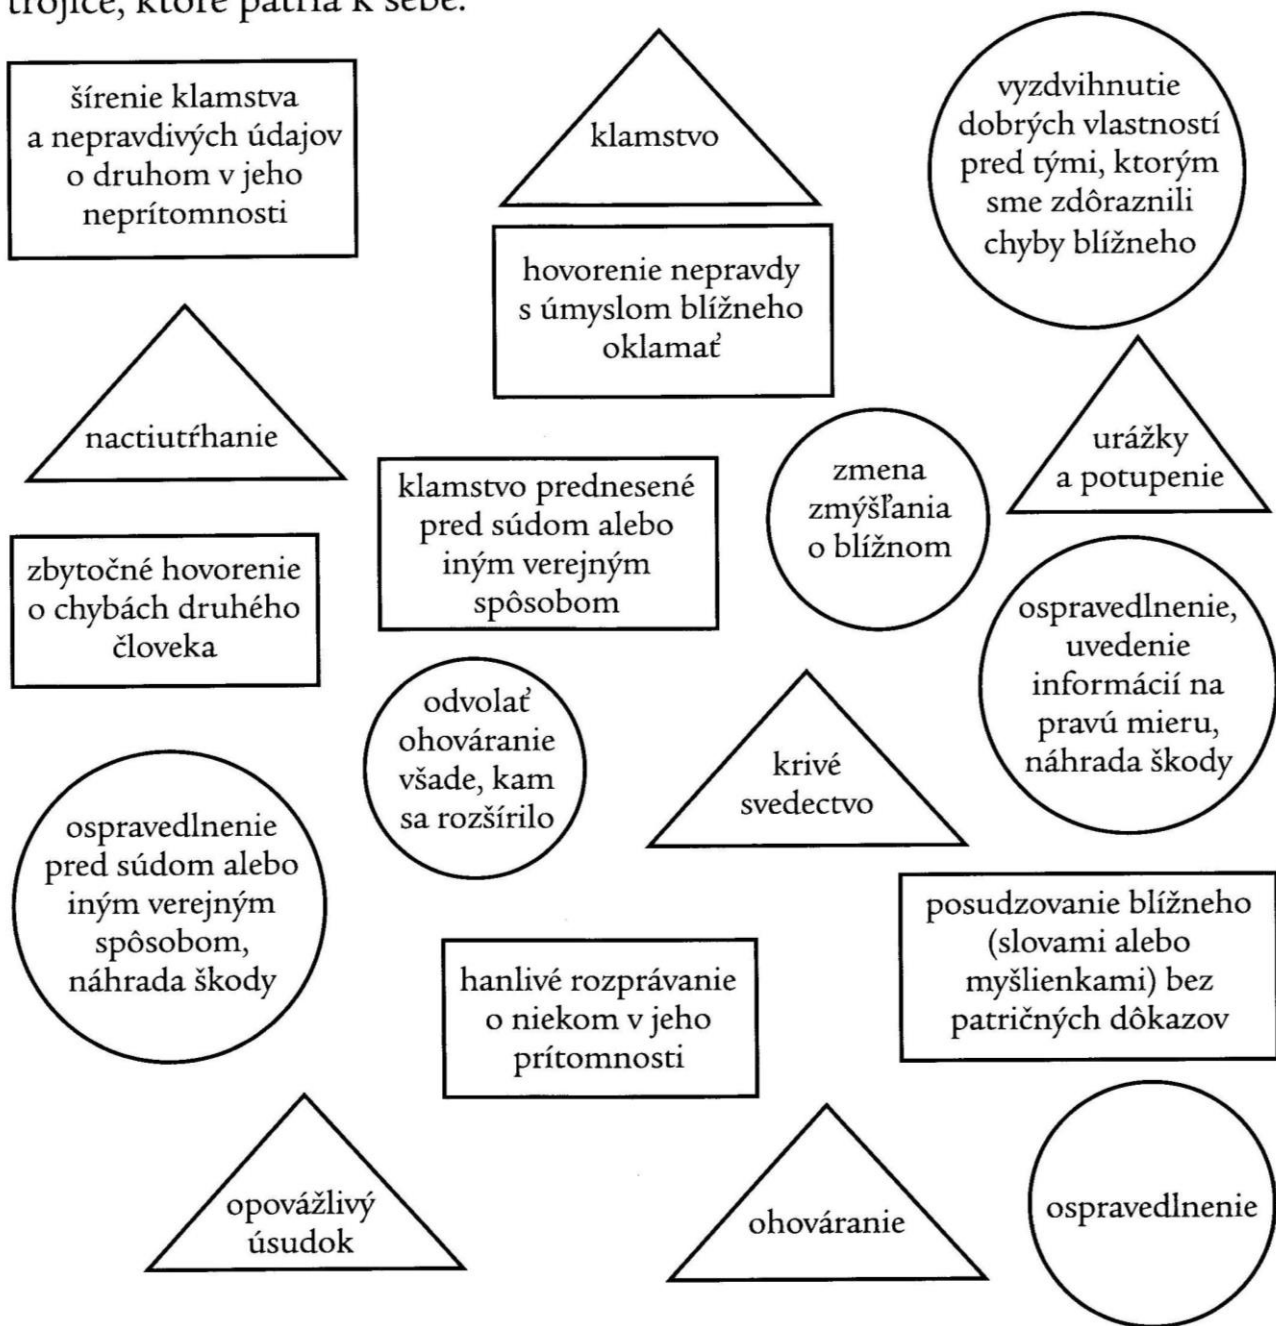 trojice, ktoré patria k sebe.
šírenie klamstva
a nepravdivých údajov
o druhom v jeho
neprítomnosti
klamstvo
vyzdvihnutie
dobrých vlastností
pred tými, ktorým
sme zdôraznili
chyby blížneho
hovorenie nepravdy
s úmyslom blížneho
oklamať
nactiutŕhanie
urážky
a potupenie
klamstvo prednesené
pred súdom alebo
iným verejným
spôsobom
zmena
zmýšľania
o blížnom
zbytočné hovorenie
o chybách druhého
človeka
ospravedlnenie,
uvedenie
informácií na
pravú mieru,
náhrada škody
odvolať
ohováranie
všade, kam
sa rozšírilo
krivé
svedectvo
ospravedlnenie
pred súdom alebo
iným verejným
spôsobom,
náhrada škody
posudzovanie blížneho
(slovami alebo
myšlienkami) bez
patričných dôkazov
hanlivé rozprávanie
o niekom v jeho
prítomnosti
opovážlivý
úsudok
ohováranie
ospravedlnenie